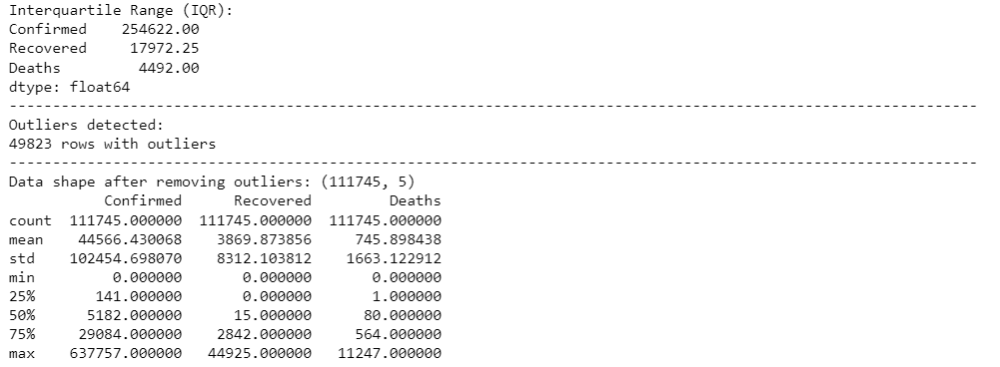 Interquartile Range (IQR):
Confirmed    254622.00
Recovered     17972.25
Deaths         4492.00
dtype: float64
--------------------------------------------------------------------------------------------------------------
Outliers detected:
49823 rows with outliers
--------------------------------------------------------------------------------------------------------------
Data shape after removing outliers: (111745, 5)
           Confirmed      Recovered         Deaths
count  111745.000000  111745.000000  111745.000000
mean    44566.430068    3869.873856     745.898438
std    102454.698070    8312.103812    1663.122912
min         0.000000       0.000000       0.000000
25%       141.000000       0.000000       1.000000
50%      5182.000000      15.000000      80.000000
75%     29084.000000    2842.000000     564.000000
max    637757.000000   44925.000000   11247.000000